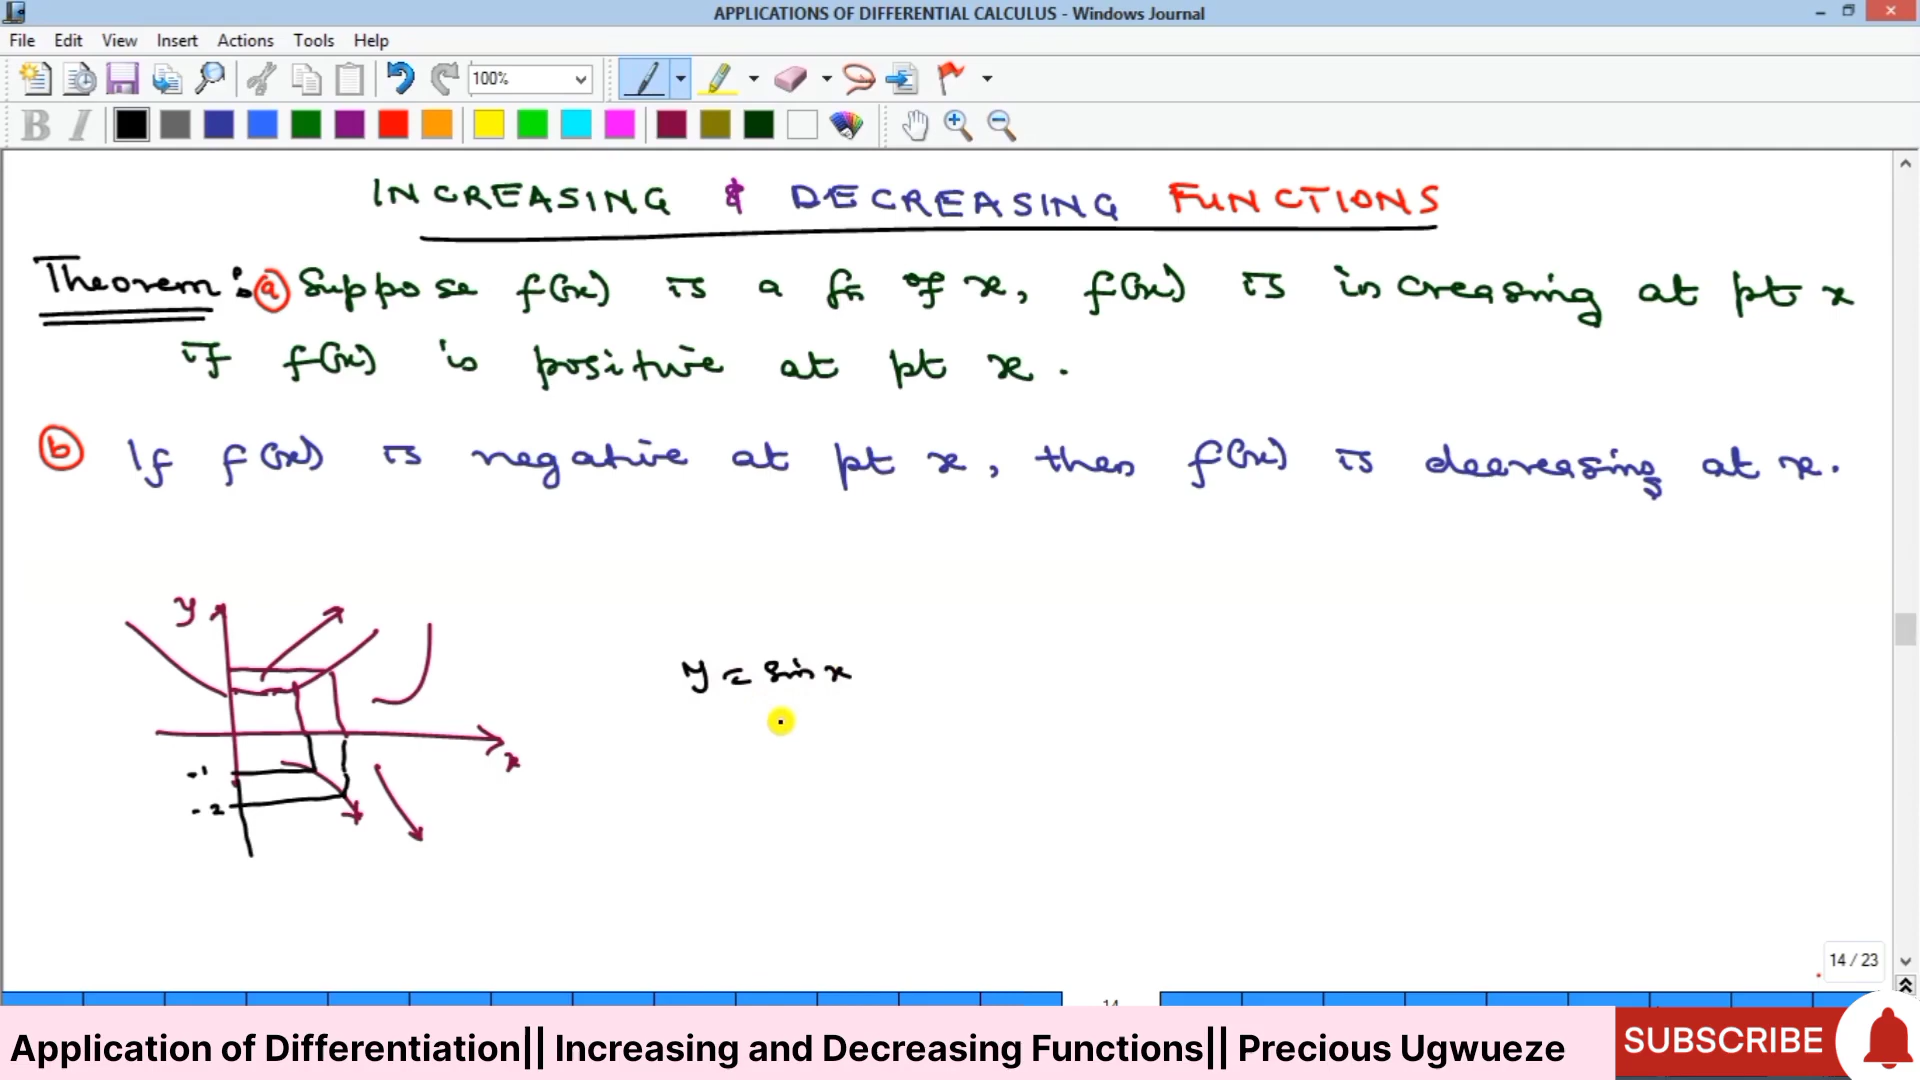 APPLICATIONS OF DIFFERENTIAL CALCULUS - Windows Journal
File Edit View Insert Actions Tools Help
100%
B I
INCREASING & DECREASING FUNCTIONS
Theorem: (a) Suppose f(x) is a fn of x, f(x) is increasing at pt x
if f(x) is positive at pt x.
(b) If f(x) is negative at pt x, then f(x) is decreasing at x.
y
x
-1
-2
y = sin x
14 / 23
14
Application of Differentiation|| Increasing and Decreasing Functions|| Precious Ugwueze
SUBSCRIBE